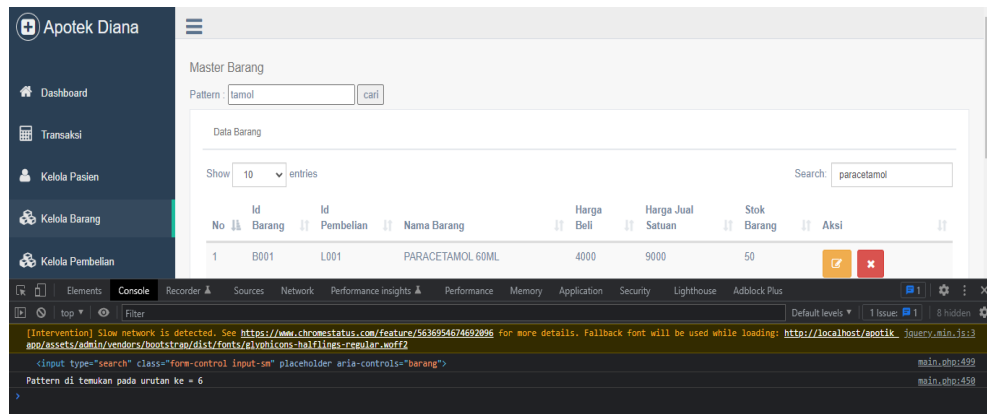 Apotek Diana
Master Barang
Dashboard
Pattern : tamol cari
Transaksi
Data Barang
Kelola Pasien
Show 10 entries Search: paracetamol
Kelola Barang
No Id Barang Id Pembelian Nama Barang Harga Beli Harga Jual Satuan Stok Barang Aksi
Kelola Pembelian
1 B001 L001 PARACETAMOL 60ML 4000 9000 50
Elements Console Recorder Sources Network Performance insights Performance Memory Application Security Lighthouse Adblock Plus 1
top Filter Default levels 1 Issue: 1 8 hidden
[Intervention] Slow network is detected. See https://www.chromestatus.com/feature/5636954674692096 for more details. Fallback font will be used while loading: http://localhost/apotik_ jquery.min.js:3
app/assets/admin/vendors/bootstrap/dist/fonts/glyphicons-halflings-regular.woff2
<input type="search" class="form-control input-sm" placeholder aria-controls="barang"> main.php:499
Pattern di temukan pada urutan ke = 6 main.php:450